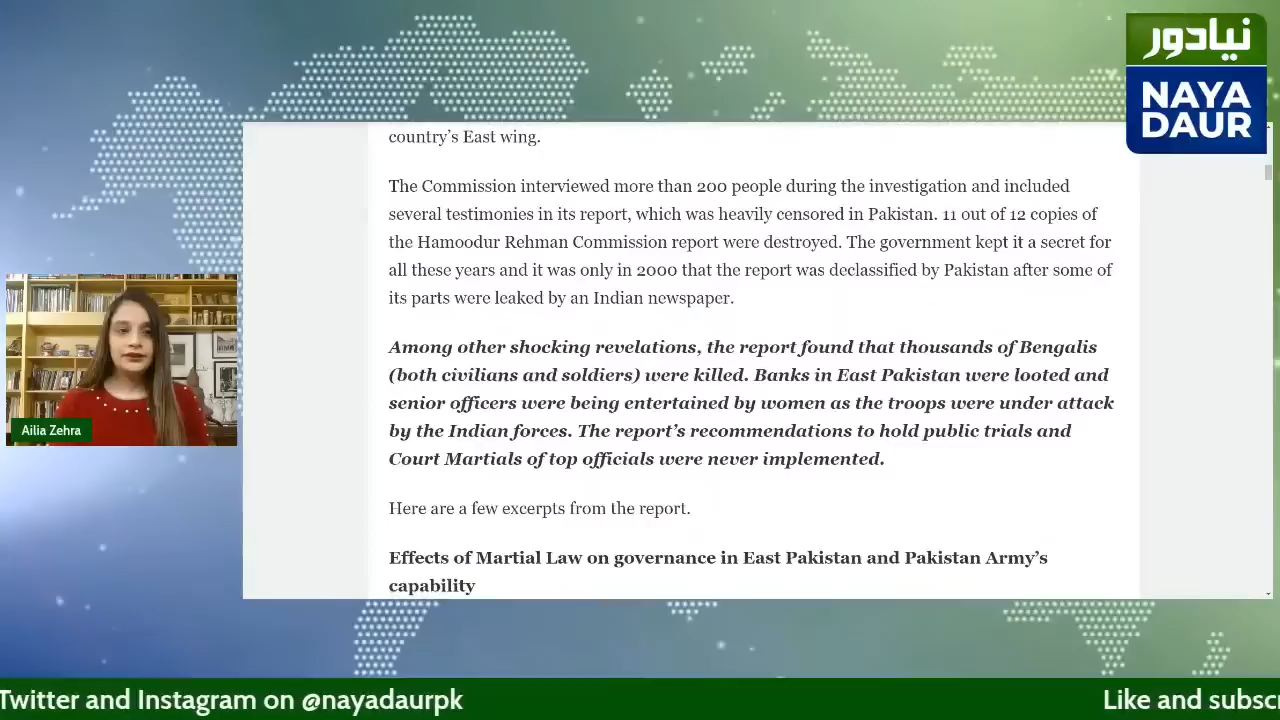 نیادور
NAYA
DAUR
country's East wing.
The Commission interviewed more than 200 people during the investigation and included
several testimonies in its report, which was heavily censored in Pakistan. 11 out of 12 copies of
the Hamoodur Rehman Commission report were destroyed. The government kept it a secret for
all these years and it was only in 2000 that the report was declassified by Pakistan after some of
its parts were leaked by an Indian newspaper.
Among other shocking revelations, the report found that thousands of Bengalis
(both civilians and soldiers) were killed. Banks in East Pakistan were looted and
senior officers were being entertained by women as the troops were under attack
by the Indian forces. The report's recommendations to hold public trials and
Court Martials of top officials were never implemented.
Here are a few excerpts from the report.
Effects of Martial Law on governance in East Pakistan and Pakistan Army's
capability
Ailia Zehra
Twitter and Instagram on @nayadaurpk
Like and subscr